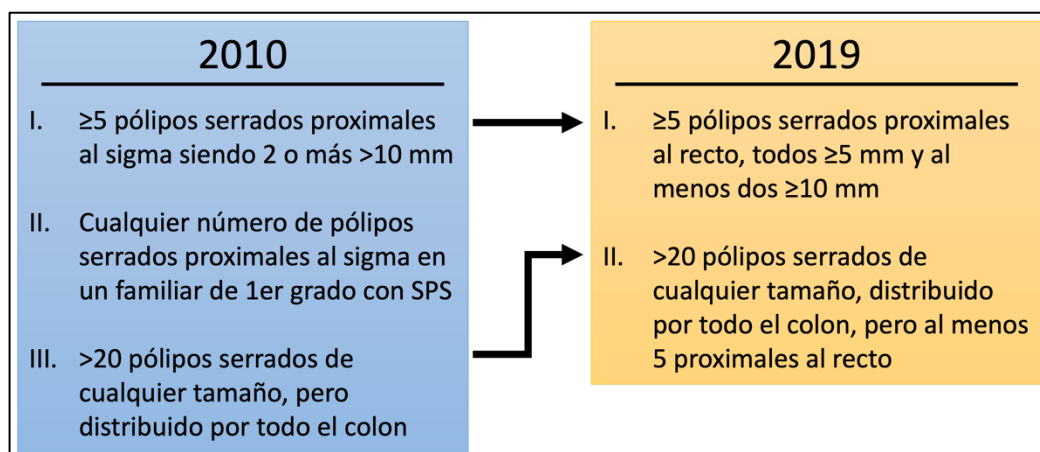 2010
I. ≥5 pólipos serrados proximales
al sigma siendo 2 o más >10 mm
II. Cualquier número de pólipos
serrados proximales al sigma en
un familiar de 1er grado con SPS
III. >20 pólipos serrados de
cualquier tamaño, pero
distribuido por todo el colon
2019
I. ≥5 pólipos serrados proximales
al recto, todos ≥5 mm y al
menos dos ≥10 mm
II. >20 pólipos serrados de
cualquier tamaño, distribuido
por todo el colon, pero al menos
5 proximales al recto